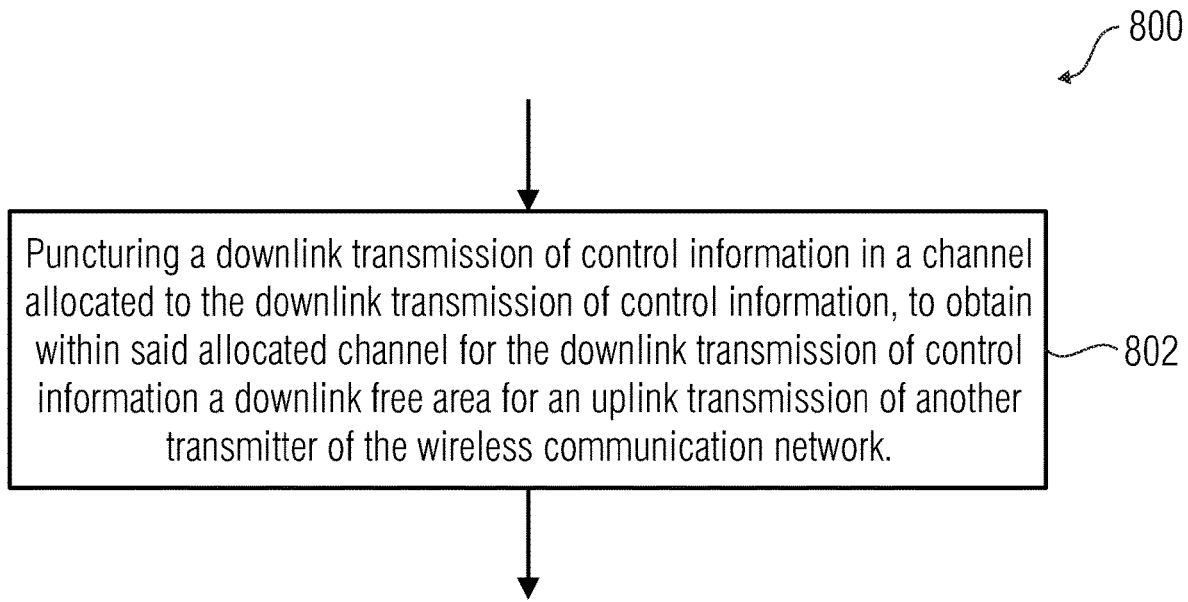 800
Puncturing a downlink transmission of control information in a channel
allocated to the downlink transmission of control information, to obtain
within said allocated channel for the downlink transmission of control
information a downlink free area for an uplink transmission of another
transmitter of the wireless communication network.
802